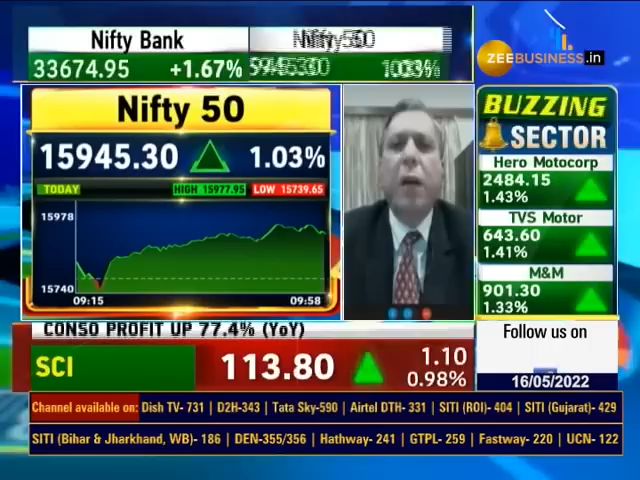 Nifty Bank
33674.95 +1.67%
ZEEBUSINESS.in
Nifty 50
15945.30 1.03%
TODAY HIGH 15977.95 LOW 15739.65
15978
15740
09:15 09:58
BUZZING
SECTOR
Hero Motocorp
2484.15
1.43%
TVS Motor
643.60
1.41%
M&M
901.30
1.33%
CONSO PROFIT UP 77.4% (YoY)
SCI 113.80 1.10
0.98%
Follow us on
16/05/2022
Channel available on: Dish TV- 731 | D2H-343 | Tata Sky-590 | Airtel DTH- 331 | SITI (ROI)- 404 | SITI (Gujarat)- 429
SITI (Bihar & Jharkhand, WB)- 186 | DEN-355/356 | Hathway- 241 | GTPL- 259 | Fastway- 220 | UCN- 122